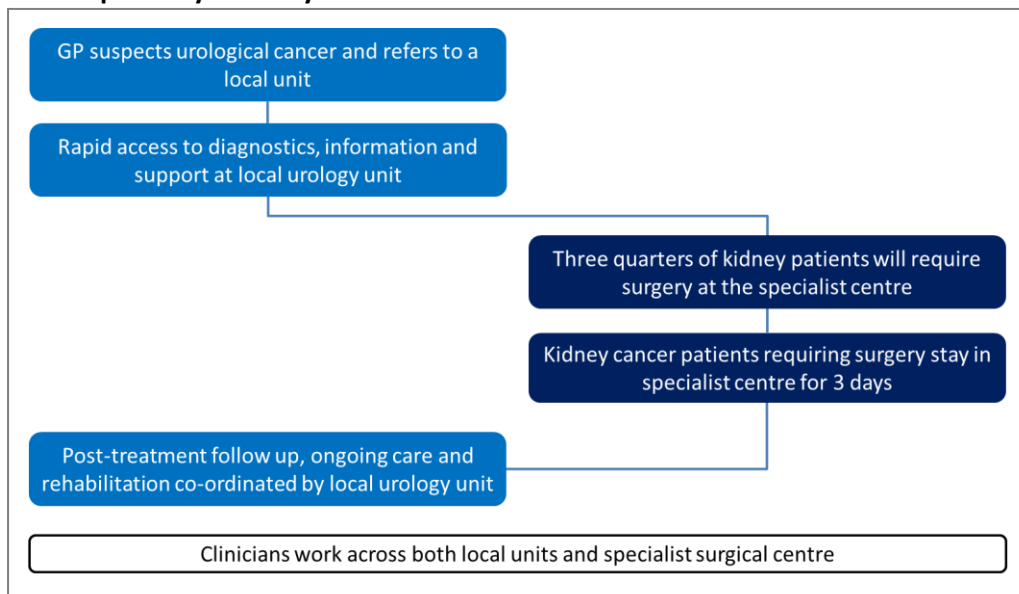 GP suspects urological cancer and refers to a
local unit
Rapid access to diagnostics, information and
support at local urology unit
Three quarters of kidney patients will require
surgery at the specialist centre
Kidney cancer patients requiring surgery stay in
specialist centre for 3 days
Post-treatment follow up, ongoing care and
rehabilitation co-ordinated by local urology unit
Clinicians work across both local units and specialist surgical centre